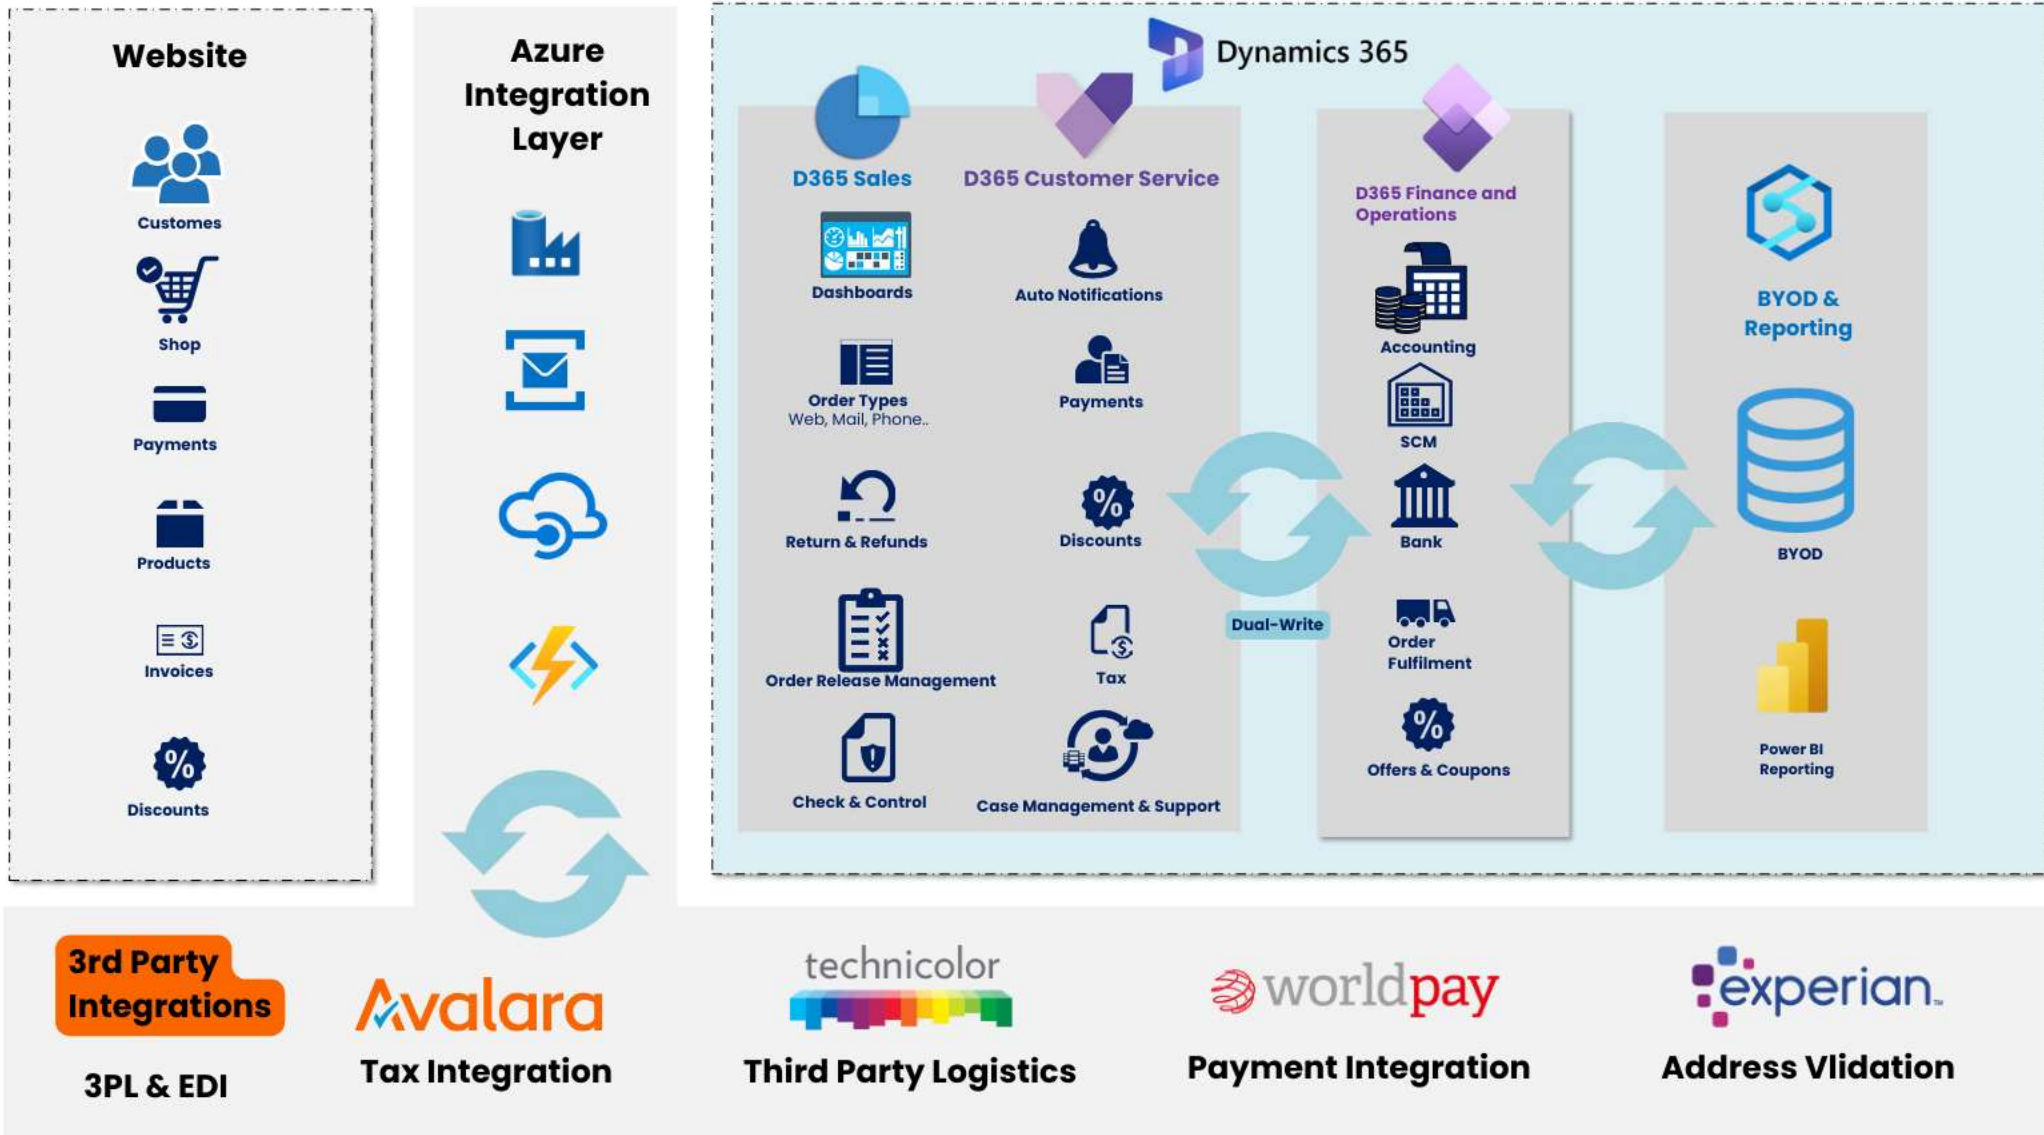 Website
Customes
Shop
Payments
Products
Invoices
Discounts
Azure
Integration
Layer
Dynamics 365
D365 Sales
Dashboards
Order Types
Web, Mail, Phone..
Return & Refunds
Order Release Management
Check & Control
D365 Customer Service
Auto Notifications
Payments
Discounts
Tax
Case Management & Support
Dual-Write
D365 Finance and
Operations
Accounting
SCM
Bank
Order
Fulfilment
Offers & Coupons
BYOD &
Reporting
BYOD
Power BI
Reporting
3rd Party
Integrations
3PL & EDI
Avalara
Tax Integration
technicolor
Third Party Logistics
worldpay
Payment Integration
experian™
Address Vlidation